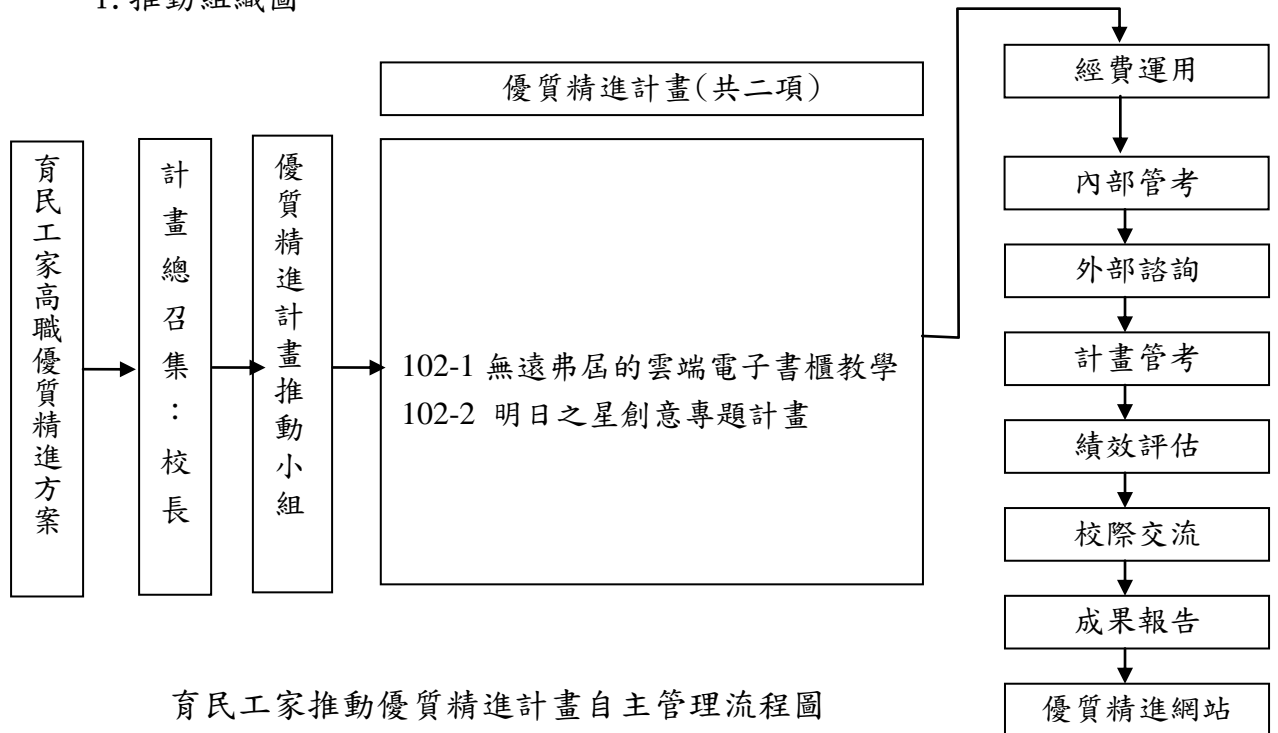 1.推動組織圖
優質精進計畫(共二項)
育民工家高職優質精進方案
計畫總召集：校長
優質精進計畫推動小組
102-1 無遠弗屆的雲端電子書櫃教學
102-2 明日之星創意專題計畫
經費運用
內部管考
外部諮詢
計畫管考
績效評估
校際交流
成果報告
優質精進網站
育民工家推動優質精進計畫自主管理流程圖